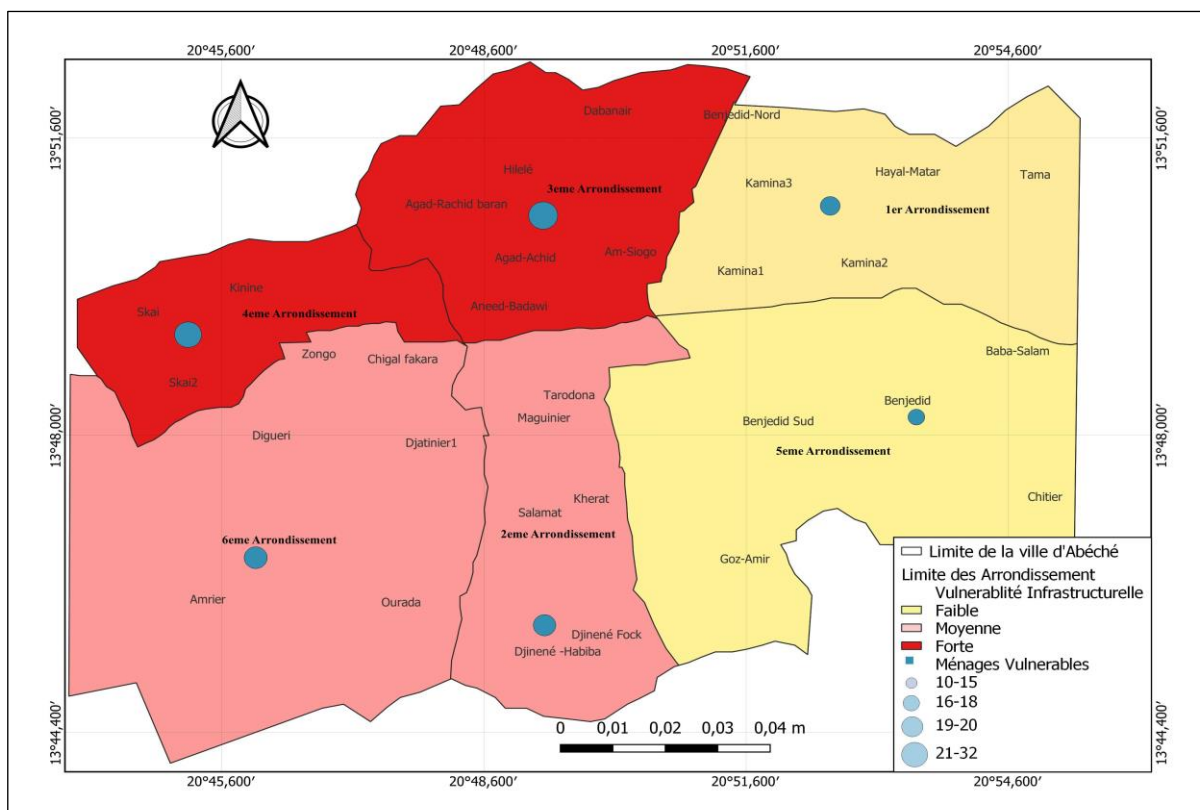 20°45,600′ 20°48,600′ 20°51,600′ 20°54,600′
13°51,600′
13°48,000′
13°44,400′
Dabanair
Benjedid-Nord
Hilelé
Kamina3
Hayal-Matar
Tama
3eme Arrondissement
Agad-Rachid baran
1er Arrondissement
Am-Siogo
Agad-Achid
Kamina1
Kamina2
Kinine
Aneed-Badawi
Skai
4eme Arrondissement
Zongo
Chigal fakara
Baba-Salam
Skai2
Tarodona
Benjedid
Maguinier
Benjedid Sud
Digueri
Djatinier1
5eme Arrondissement
Kherat
Chitier
Salamat
2eme Arrondissement
6eme Arrondissement
Goz-Amir
Amrier
Ourada
Djinené Fock
Djinené -Habiba
Limite de la ville d'Abéché
Limite des Arrondissement
Vulnerablité Infrastructurelle
Faible
Moyenne
Forte
Ménages Vulnerables
10-15
16-18
19-20
21-32
0 0,01 0,02 0,03 0,04 m
13°51,600′
13°48,000′
13°44,400′
20°45,600′ 20°48,600′ 20°51,600′ 20°54,600′